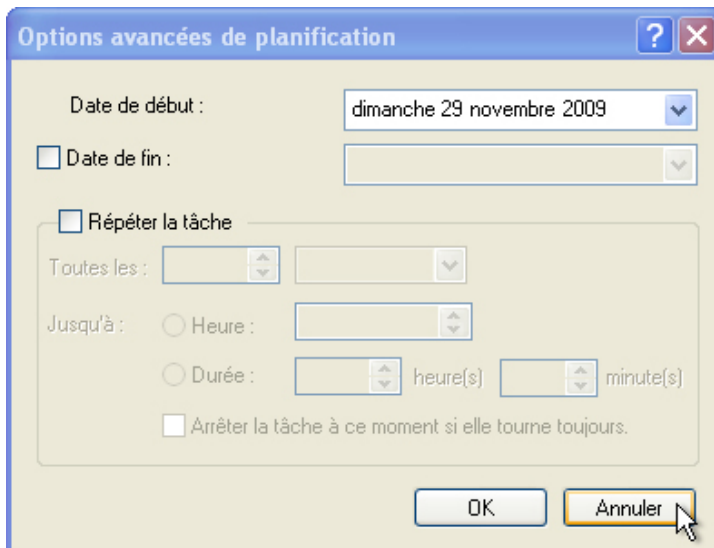 Options avancées de planification
Date de début : dimanche 29 novembre 2009
Date de fin :
Répéter la tâche
Toutes les :
Jusqu'à : Heure :
Durée : heure(s) minute(s)
Arrêter la tâche à ce moment si elle tourne toujours.
OK Annuler